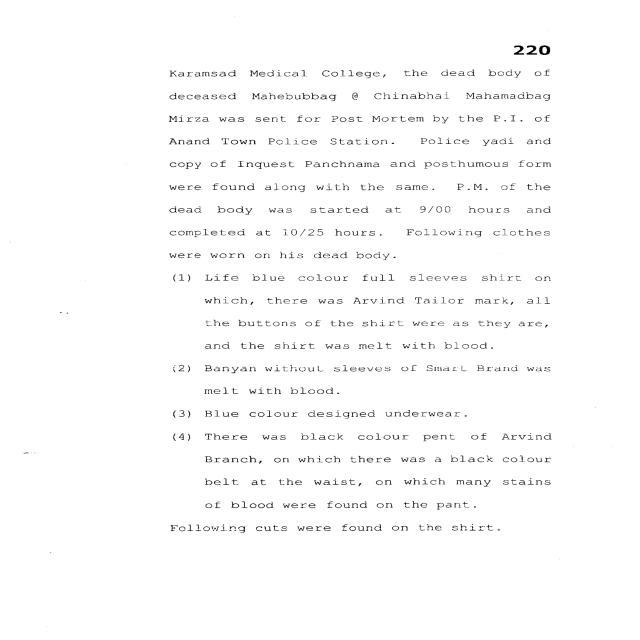 220
Karamsad Medical College, the dead body of
deceased Mahebubbag @ Chinabhai Mahamadbag
Mirza was sent for Post Mortem by the P.I. of
Anand Town Police Station. Police yadi and
copy of Inquest Panchnama and posthumous form
were found along with the same. P.M. of the
dead body was started at 9/00 hours and
completed at 10/25 hours. Following clothes
were worn on his dead body.
(1) Life blue colour full sleeves shirt on
which, there was Arvind Tailor mark, all
the buttons of the shirt were as they are,
and the shirt was melt with blood.
(2) Banyan without sleeves of Smart Brand was
melt with blood.
(3) Blue colour designed underwear.
(4) There was black colour pent of Arvind
Branch, on which there was a black colour
belt at the waist, on which many stains
of blood were found on the pant.
Following cuts were found on the shirt.